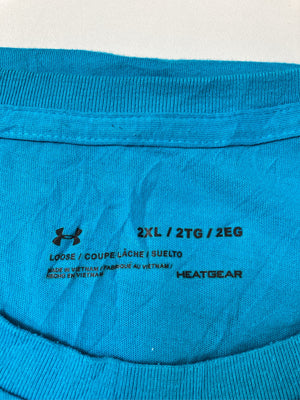 2XL / 2TG / 2EG
LOOSE / COUPE LÂCHE / SUELTO
MADE IN VIETNAM / FABRIQUÉ AU VIETNAM /
HECHO EN VIETNAM
HEATGEAR